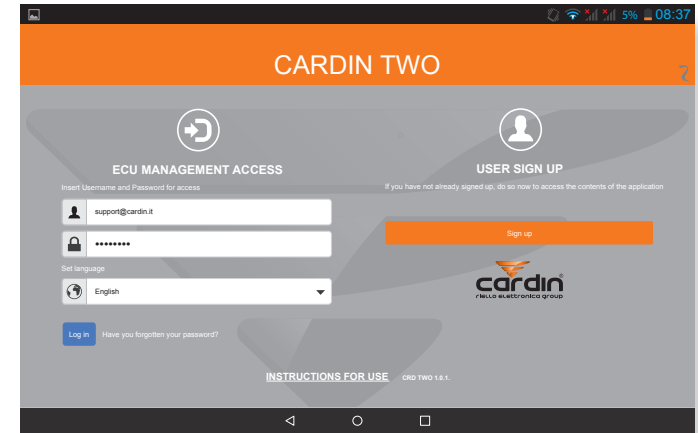 5% 08:37
CARDIN TWO
ECU MANAGEMENT ACCESS
Insert Username and Password for access
support@cardin.it
••••••••
Set language
English
Log in Have you forgotten your password?
USER SIGN UP
If you have not already signed up, do so now to access the contents of the application
Sign up
cardin
riello elettronica group
INSTRUCTIONS FOR USE CRD TWO 1.0.1.